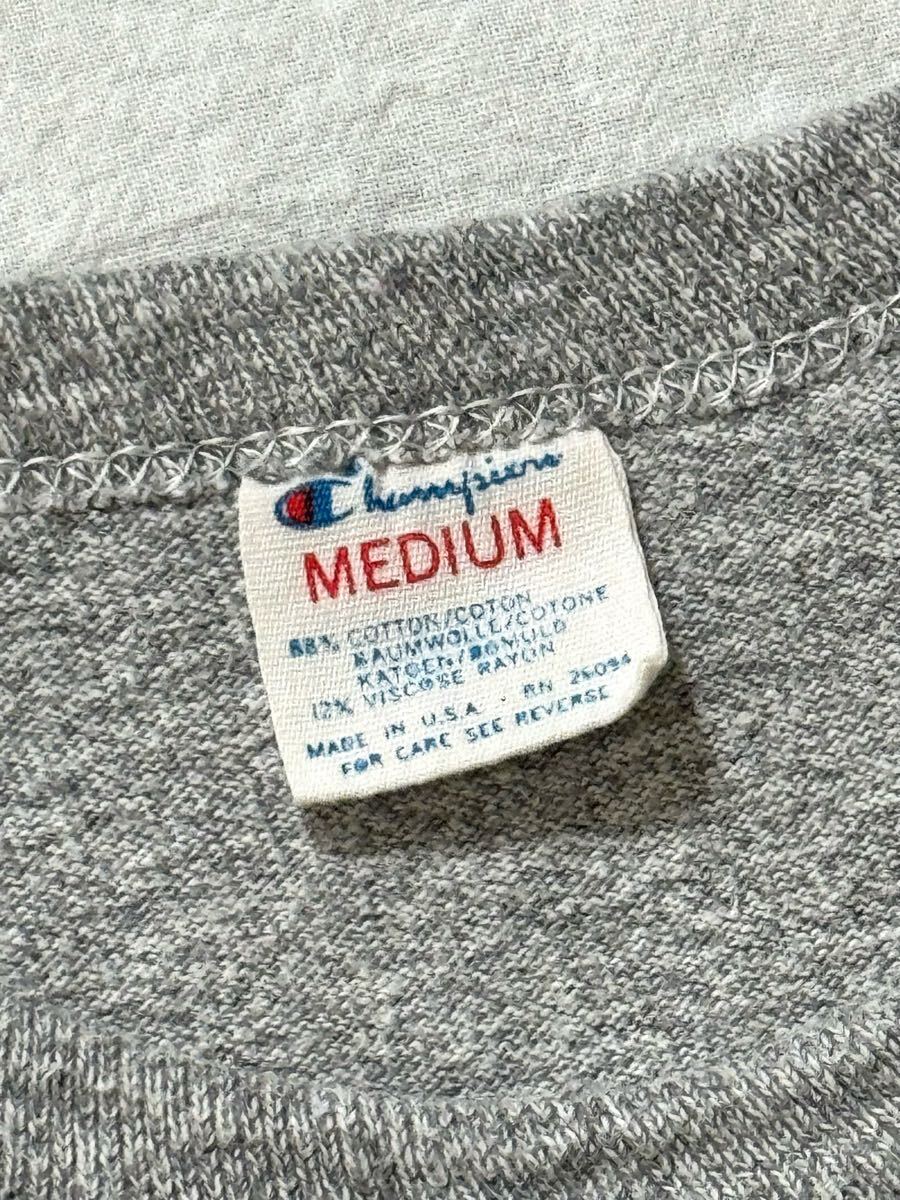 Champion
MEDIUM
88% COTTON/COTON
BAUMWOLLE/COTONE
KATOEN/BOMULD
12% VISCOSE RAYON
MADE IN U.S.A. RN 26094
FOR CARE SEE REVERSE